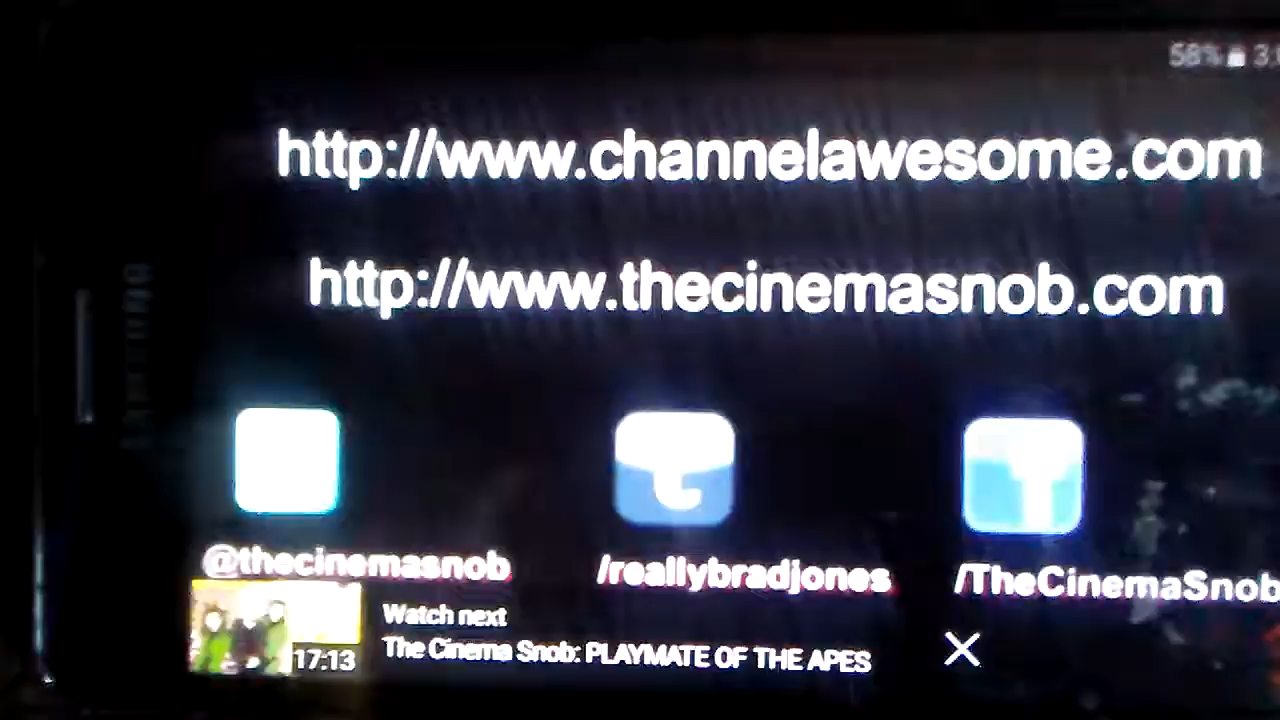 58%
http://www.channelawesome.com
http://www.thecinemasnob.com
@thecinemasnob /reallybradjones /TheCinemaSnob
Watch next
17:13 The Cinema Snob: PLAYMATE OF THE APES